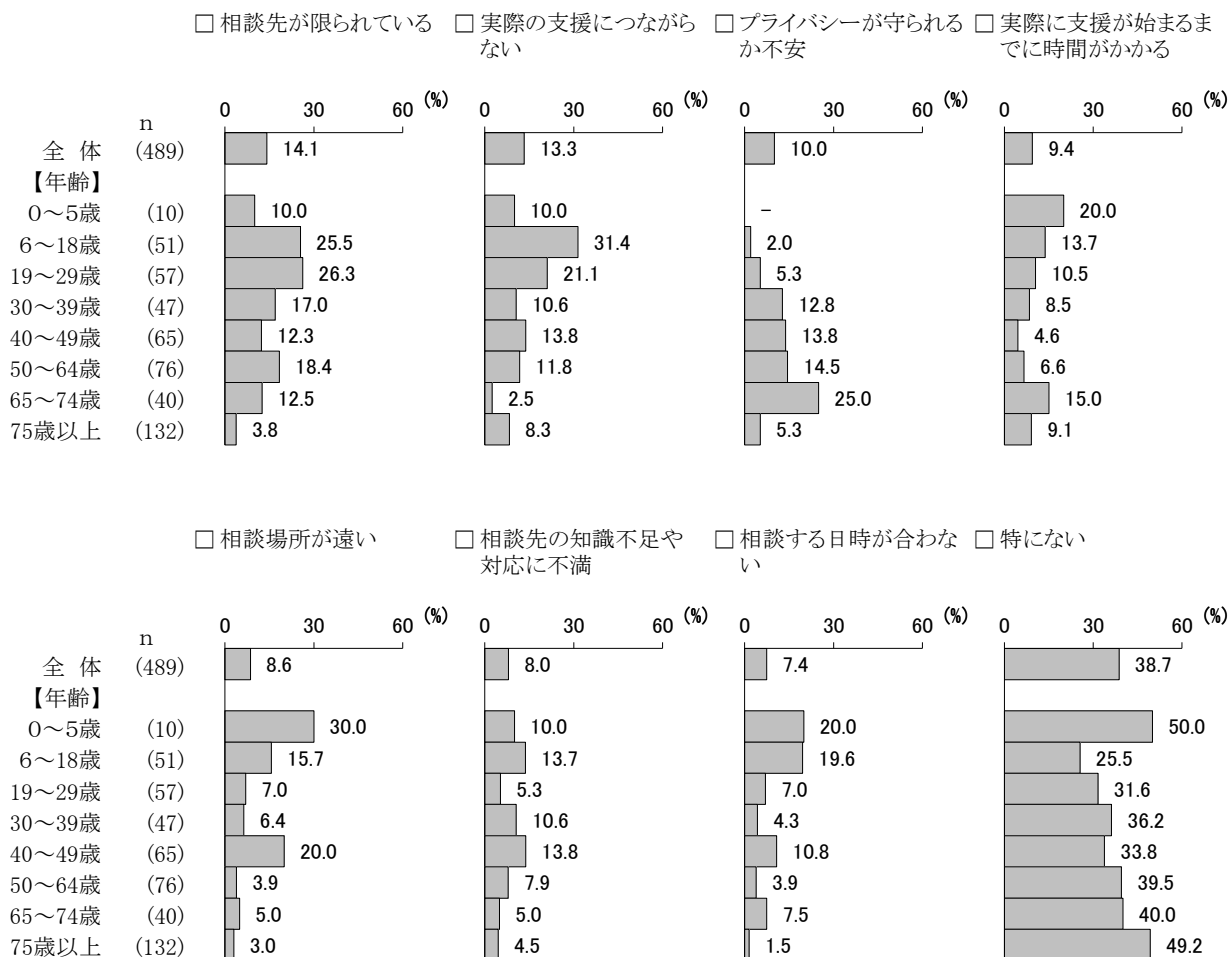 □ 相談先が限られている □ 実際の支援につながら □ プライバシーが守られる □ 実際に支援が始まるま
ない か不安 でに時間がかかる
0 30 60 (%) 0 30 60 (%) 0 30 60 (%) 0 30 60 (%)
n
全 体 (489) 14.1 13.3 10.0 9.4
【年齢】
0～5歳 (10) 10.0 10.0 － 20.0
6～18歳 (51) 25.5 31.4 2.0 13.7
19～29歳 (57) 26.3 21.1 5.3 10.5
30～39歳 (47) 17.0 10.6 12.8 8.5
40～49歳 (65) 12.3 13.8 13.8 4.6
50～64歳 (76) 18.4 11.8 14.5 6.6
65～74歳 (40) 12.5 2.5 25.0 15.0
75歳以上 (132) 3.8 8.3 5.3 9.1
□ 相談場所が遠い □ 相談先の知識不足や □ 相談する日時が合わな □ 特にない
対応に不満 い
0 30 60 (%) 0 30 60 (%) 0 30 60 (%) 0 30 60 (%)
n
全 体 (489) 8.6 8.0 7.4 38.7
【年齢】
0～5歳 (10) 30.0 10.0 20.0 50.0
6～18歳 (51) 15.7 13.7 19.6 25.5
19～29歳 (57) 7.0 5.3 7.0 31.6
30～39歳 (47) 6.4 10.6 4.3 36.2
40～49歳 (65) 20.0 13.8 10.8 33.8
50～64歳 (76) 3.9 7.9 3.9 39.5
65～74歳 (40) 5.0 5.0 7.5 40.0
75歳以上 (132) 3.0 4.5 1.5 49.2